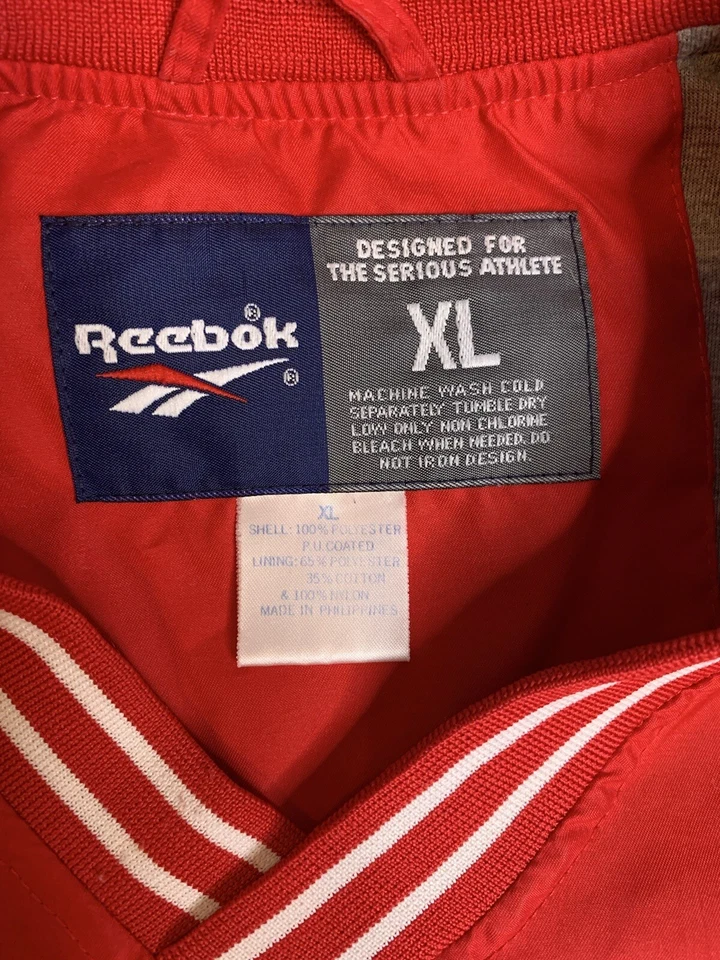 Reebok®
®
DESIGNED FOR
THE SERIOUS ATHLETE
XL
MACHINE WASH COLD
SEPARATELY TUMBLE DRY
LOW ONLY NON CHLORINE
BLEACH WHEN NEEDED. DO
NOT IRON DESIGN.
XL
SHELL: 100% POLYESTER
P.U.COATED
LINING: 65% POLYESTER
35% COTTON
& 100% NYLON
MADE IN PHILIPPINES